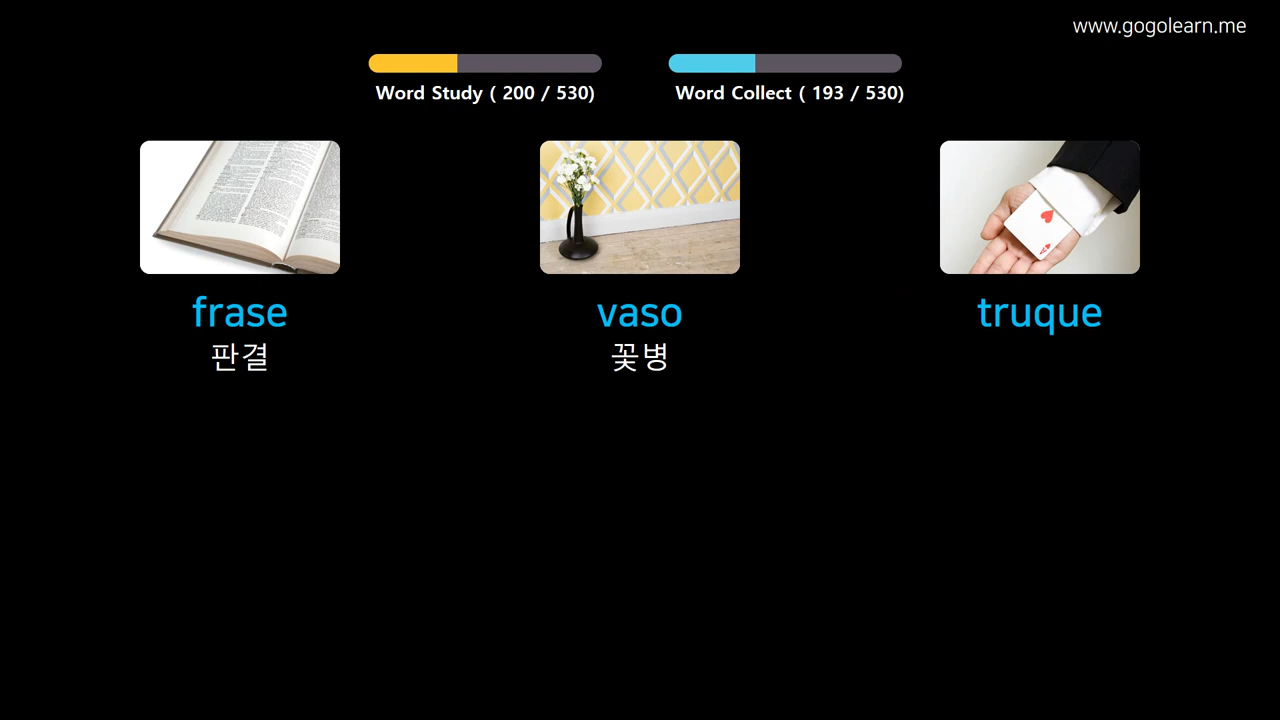 www.gogolearn.me
Word Study ( 200 / 530)
Word Collect ( 193 / 530)
frase
vaso
truque
판결
꽃병